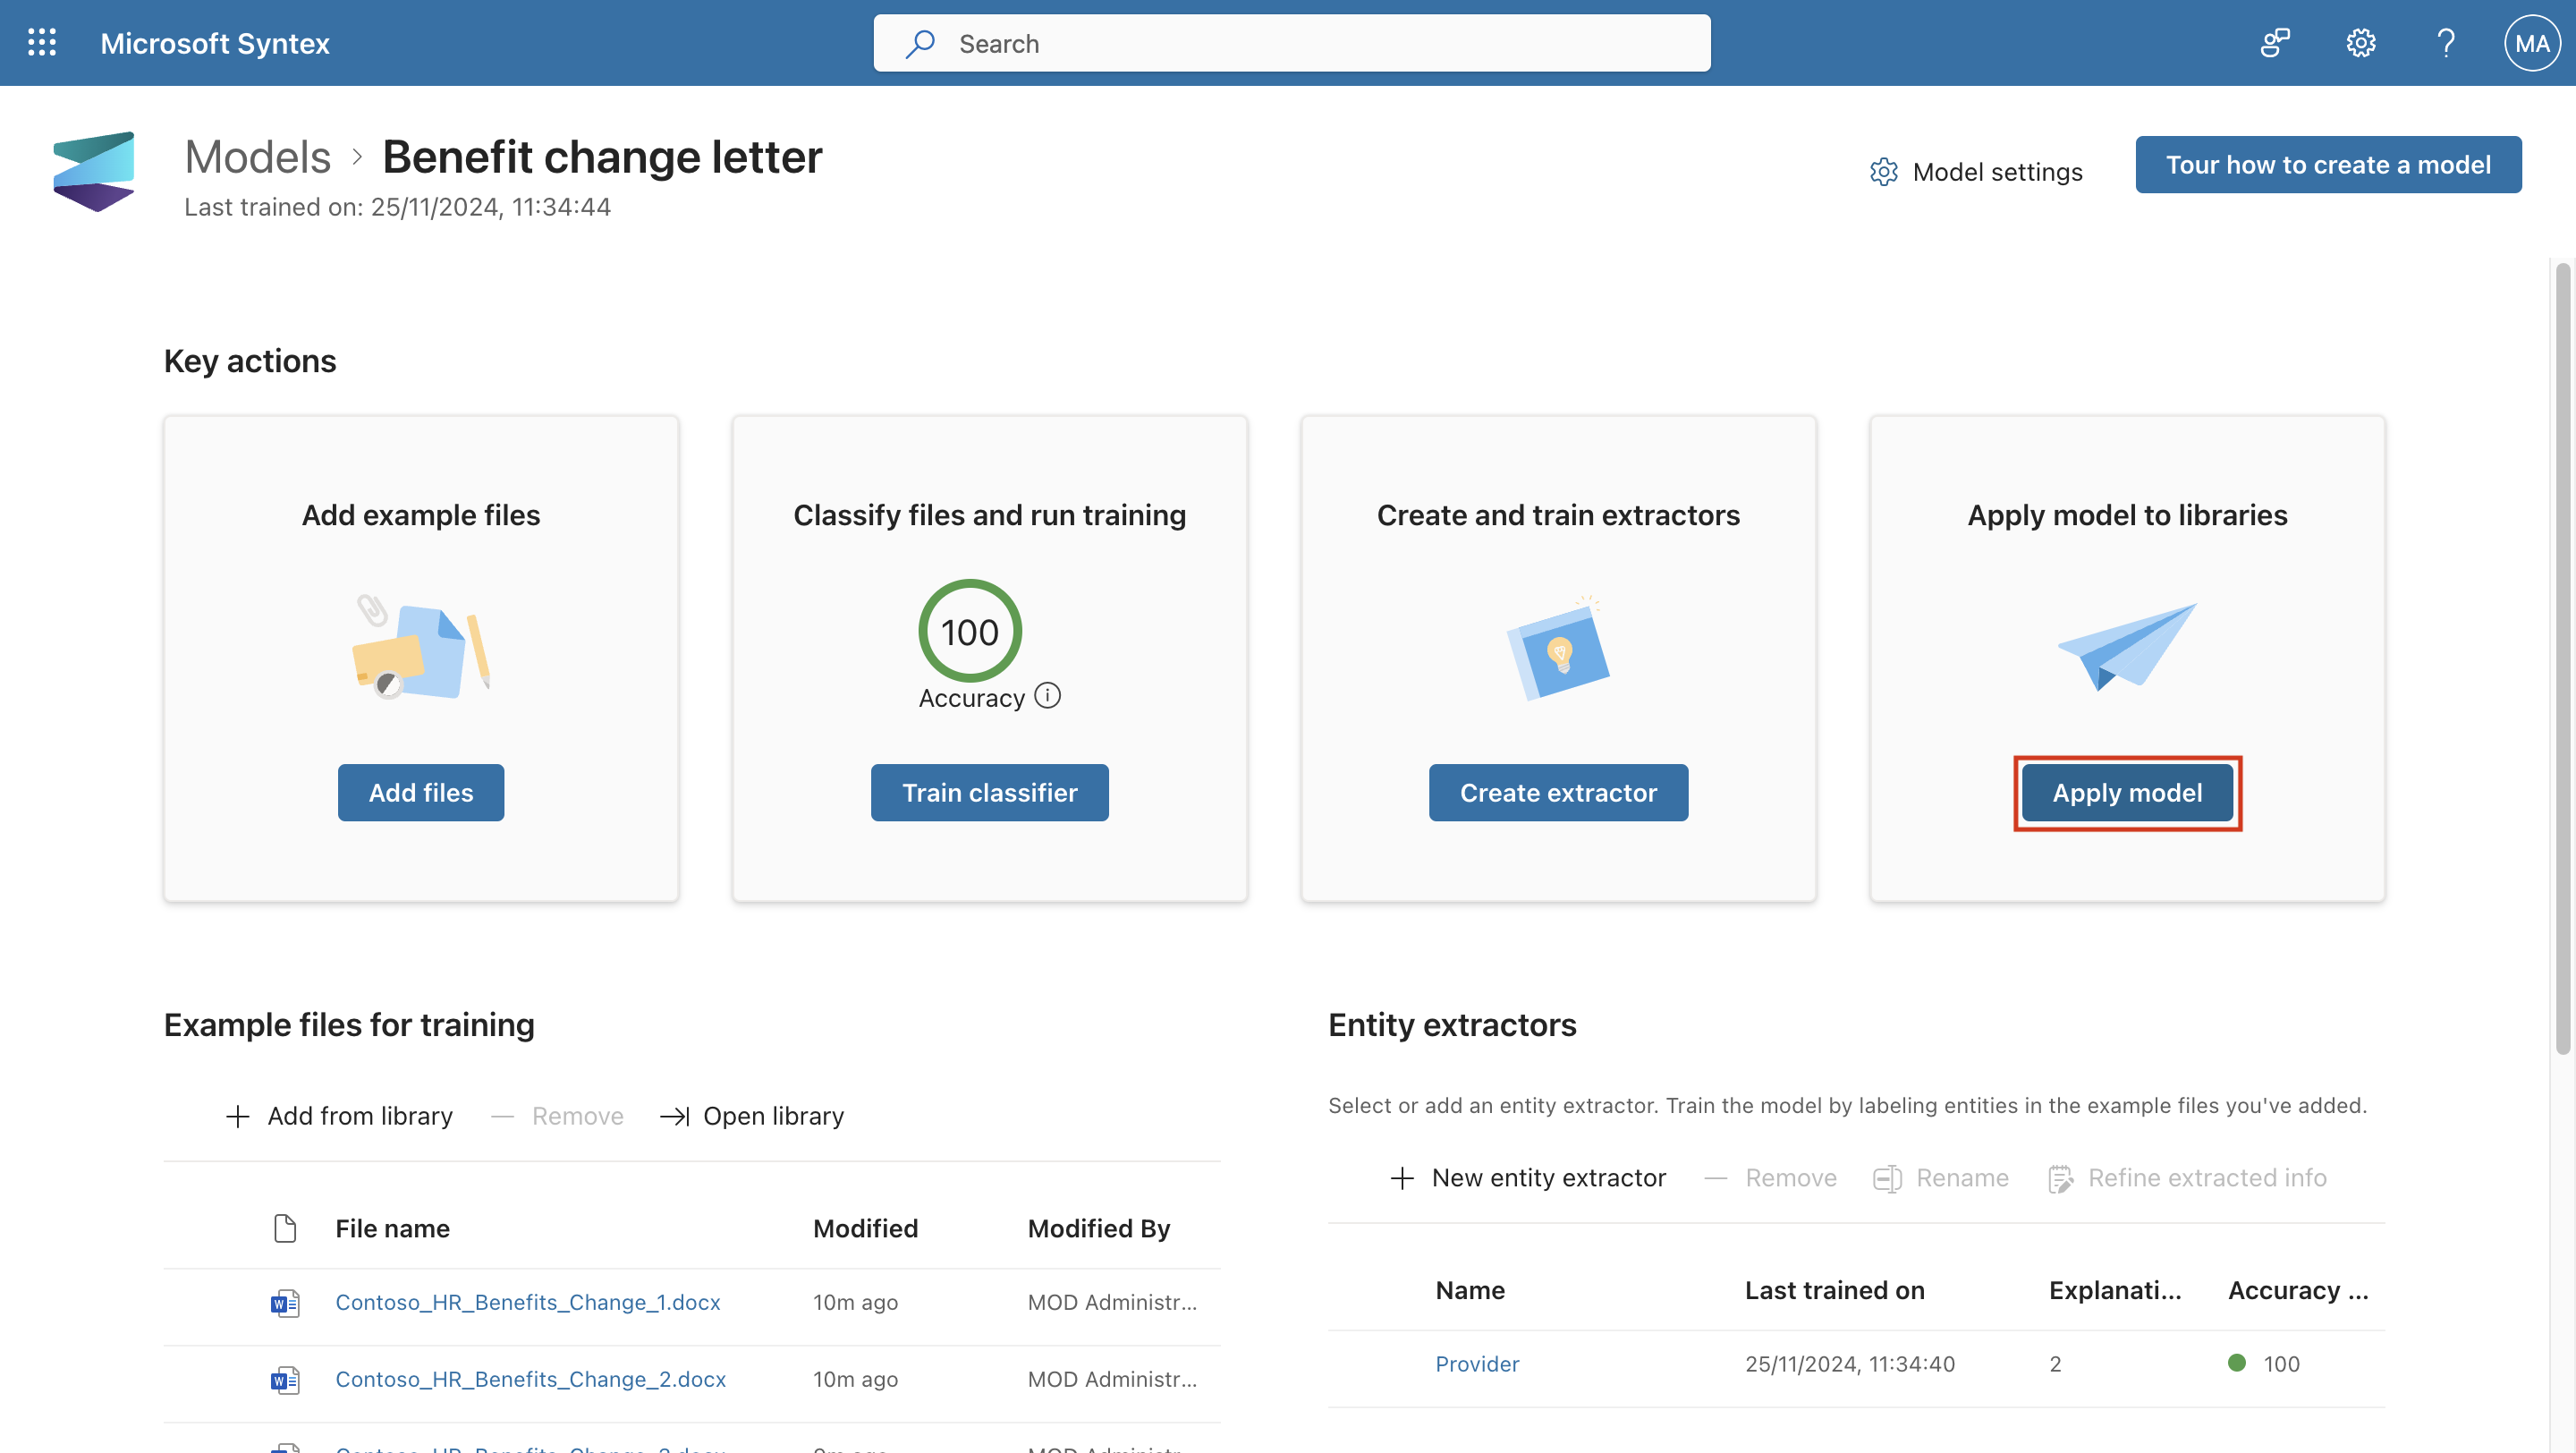 Microsoft Syntex
Search
MA
Models > Benefit change letter
Last trained on: 25/11/2024, 11:34:44
Model settings
Tour how to create a model
Key actions
Add example files
Add files
Classify files and run training
100
Accuracy
Train classifier
Create and train extractors
Create extractor
Apply model to libraries
Apply model
Example files for training
Add from library
Remove
Open library
File name Modified Modified By
Contoso_HR_Benefits_Change_1.docx 10m ago MOD Administr...
Contoso_HR_Benefits_Change_2.docx 10m ago MOD Administr...
Entity extractors
Select or add an entity extractor. Train the model by labeling entities in the example files you've added.
New entity extractor
Remove
Rename
Refine extracted info
Name Last trained on Explanati... Accuracy ...
Provider 25/11/2024, 11:34:40 2 100